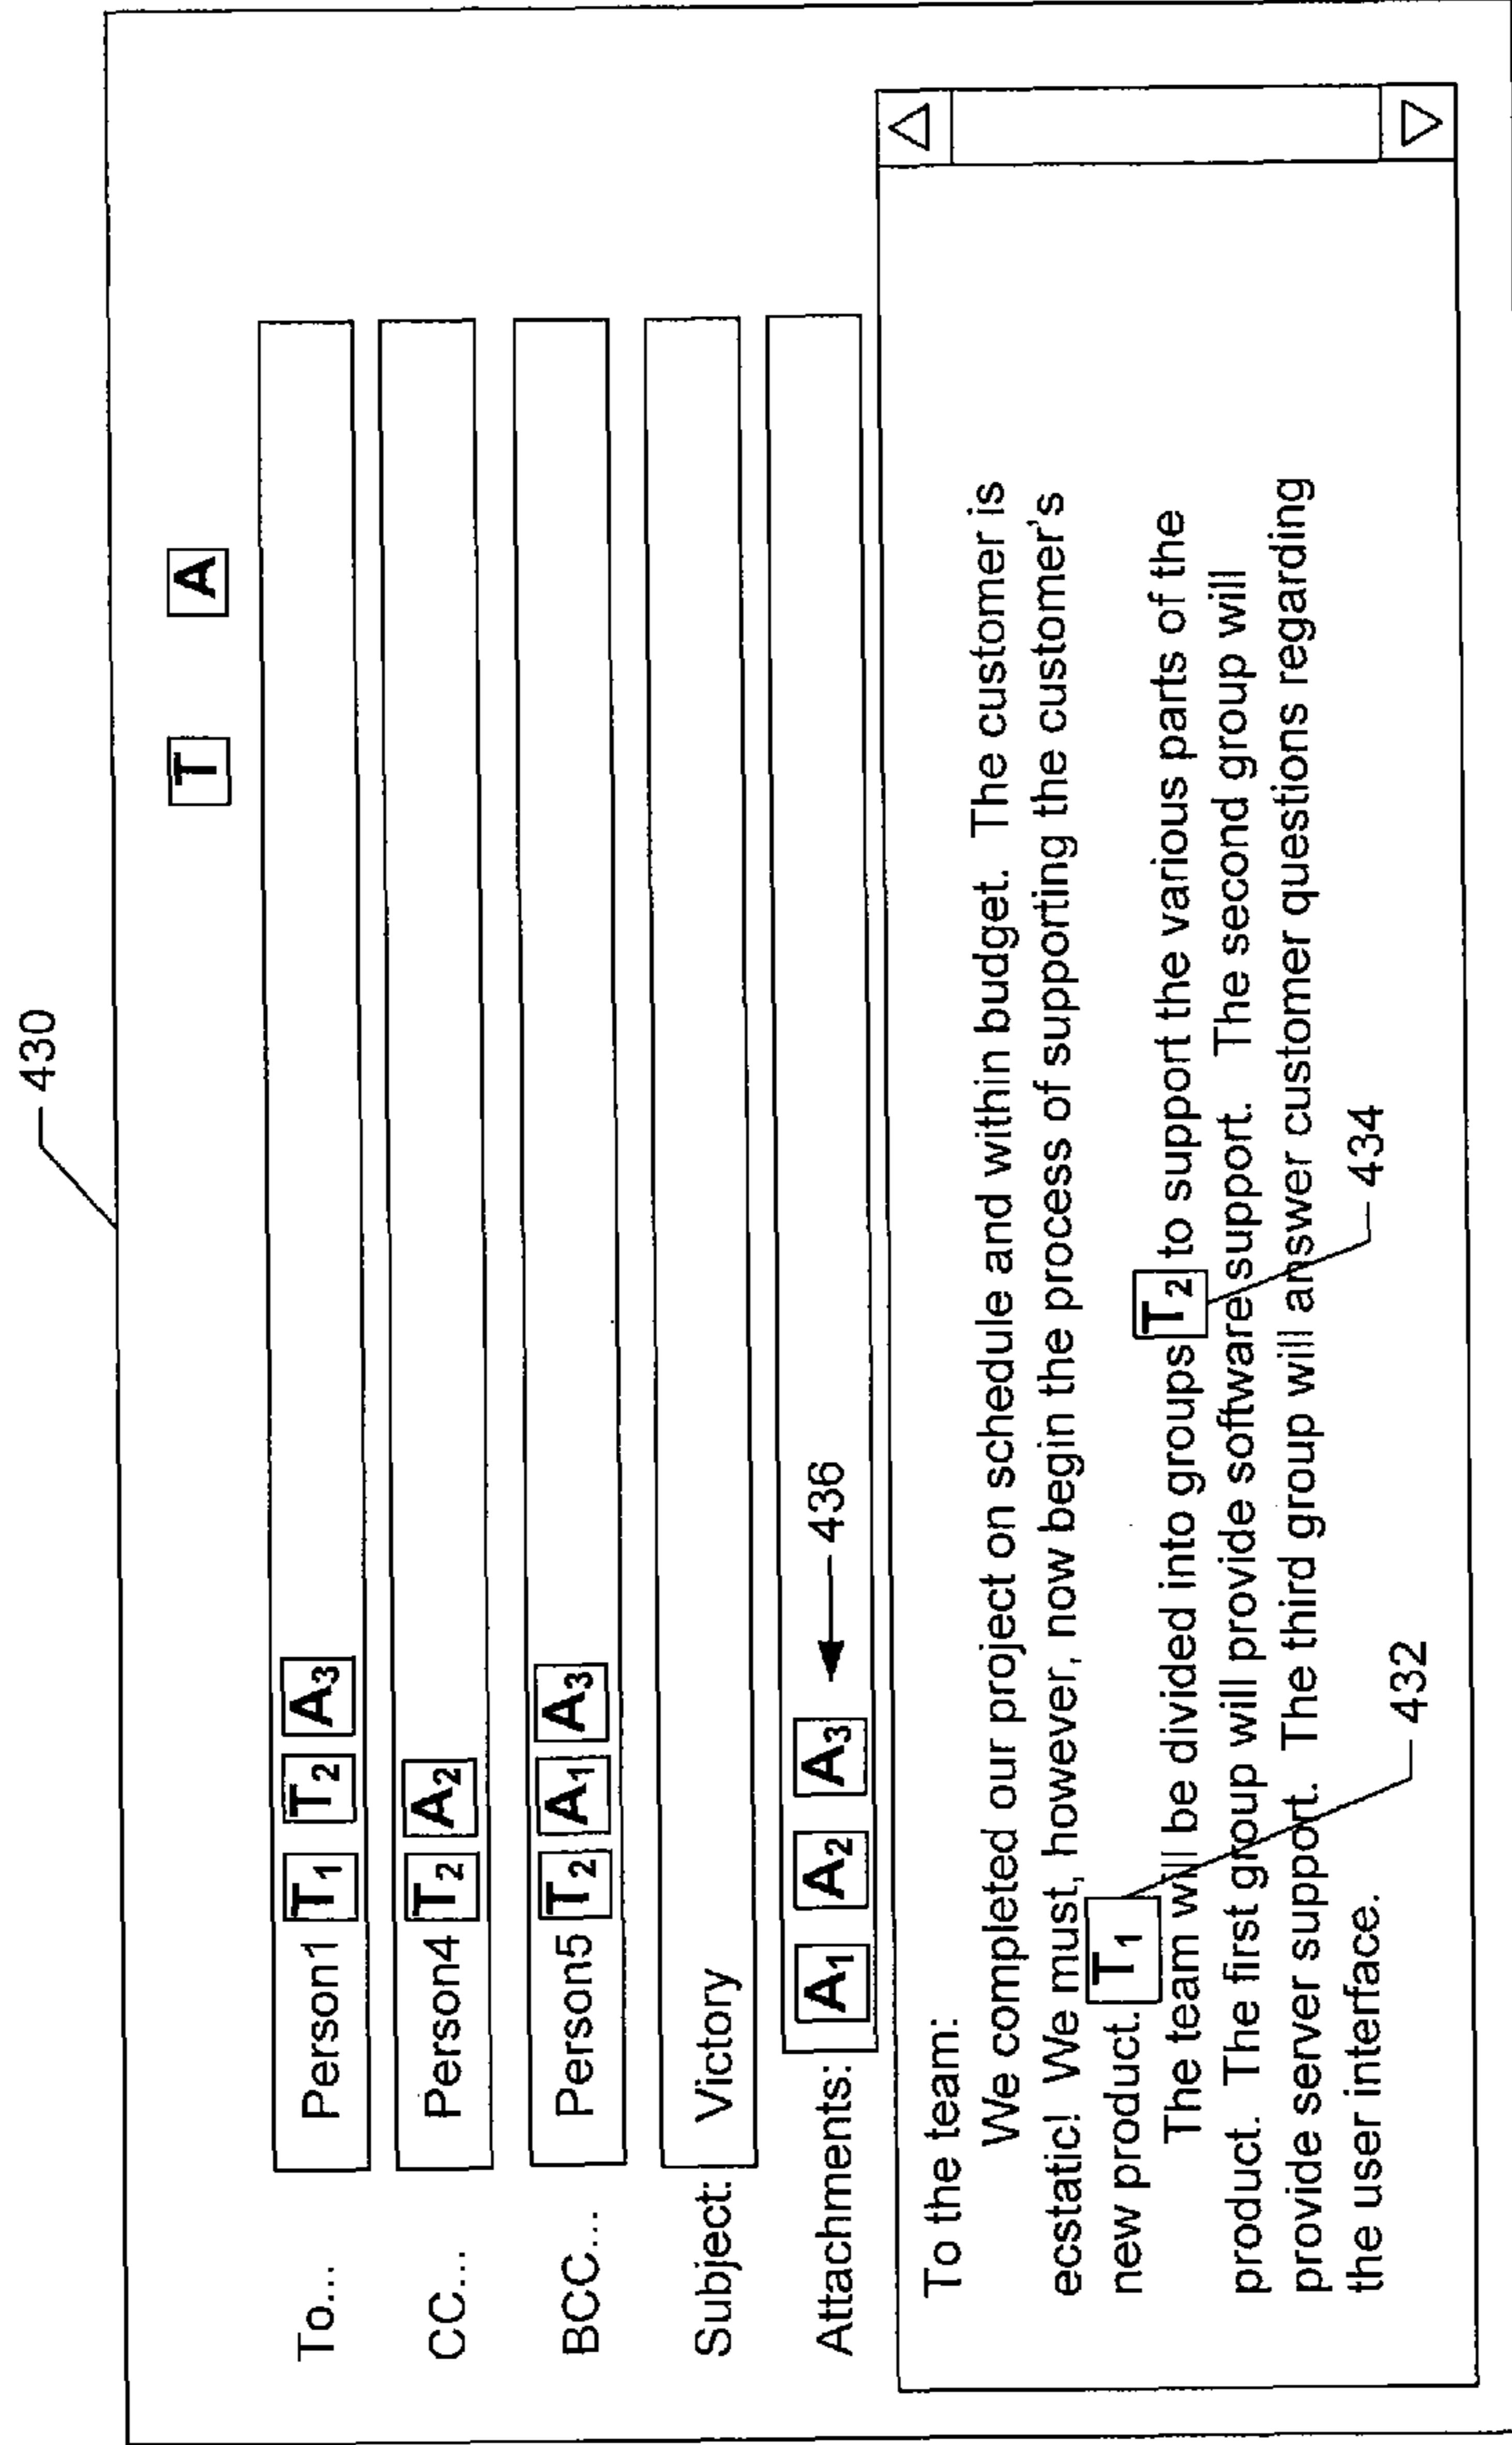 430
T A
To... Person1 T1 T2 A3
CC... Person4 T2 A2
BCC... Person5 T2 A1 A3
Subject: Victory
Attachments: A1 A2 A3 436
To the team:
We completed our project on schedule and within budget. The customer is
ecstatic! We must, however, now begin the process of supporting the customer's
new product. T1
The team will be divided into groups T2 to support the various parts of the
product. The first group will provide software support. The second group will
provide server support. The third group will answer customer questions regarding
the user interface.
434
432